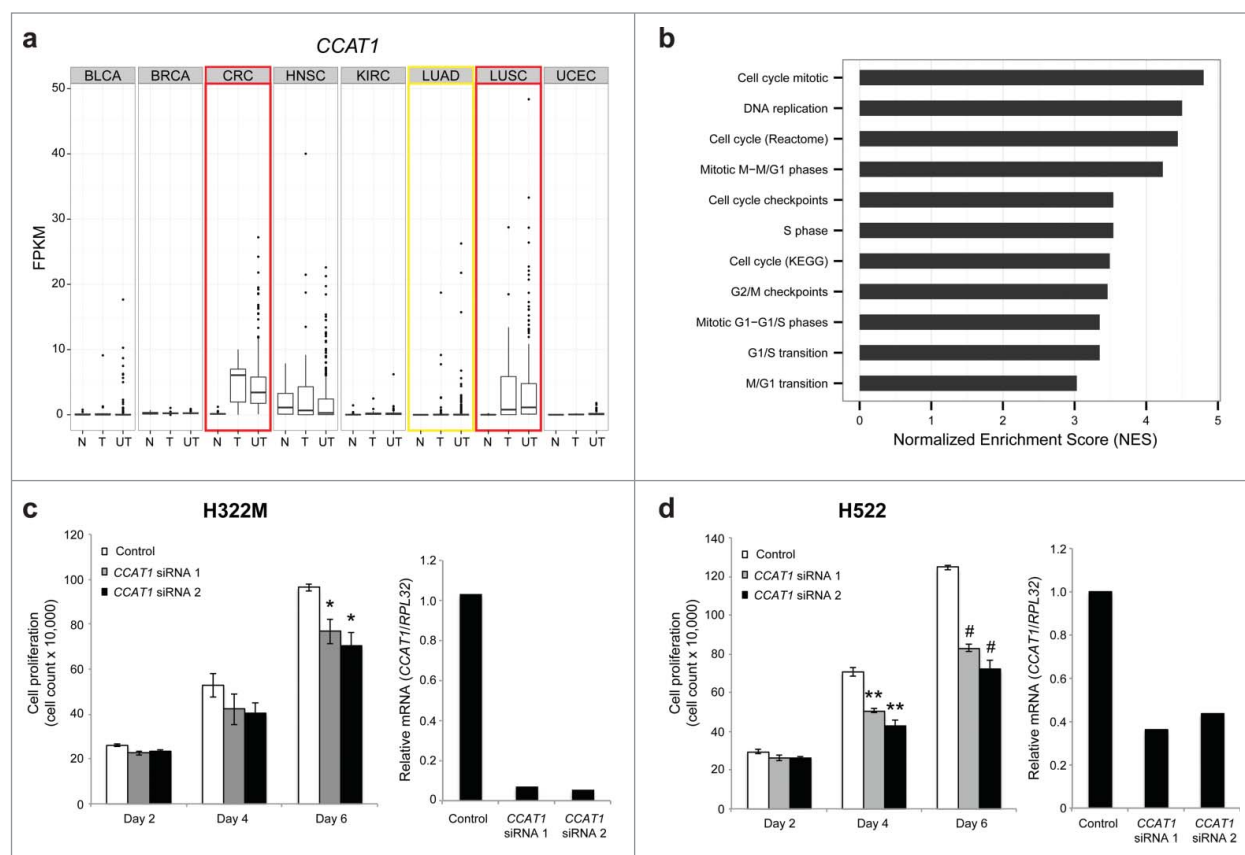 a
CCAT1
BLCA BRCA CRC HNSC KIRC LUAD LUSC UCEC
50
40
30
20
10
0
FPKM
N T UT N T UT N T UT N T UT N T UT N T UT N T UT N T UT
b
Cell cycle mitotic
DNA replication
Cell cycle (Reactome)
Mitotic M−M/G1 phases
Cell cycle checkpoints
S phase
Cell cycle (KEGG)
G2/M checkpoints
Mitotic G1−G1/S phases
G1/S transition
M/G1 transition
0 1 2 3 4 5
Normalized Enrichment Score (NES)
c
H322M
Cell proliferation
(cell count x 10,000)
120
100
80
60
40
20
0
Control
CCAT1 siRNA 1
CCAT1 siRNA 2
* *
Day 2 Day 4 Day 6
Relative mRNA (CCAT1/RPL32)
1.2
1.0
0.8
0.6
0.4
0.2
0
Control CCAT1 CCAT1
siRNA 1 siRNA 2
d
H522
Cell proliferation
(cell count x 10,000)
140
120
100
80
60
40
20
0
Control
CCAT1 siRNA 1
CCAT1 siRNA 2
** **
# #
Day 2 Day 4 Day 6
Relative mRNA (CCAT1/RPL32)
1.2
1.0
0.8
0.6
0.4
0.2
0
Control CCAT1 CCAT1
siRNA 1 siRNA 2